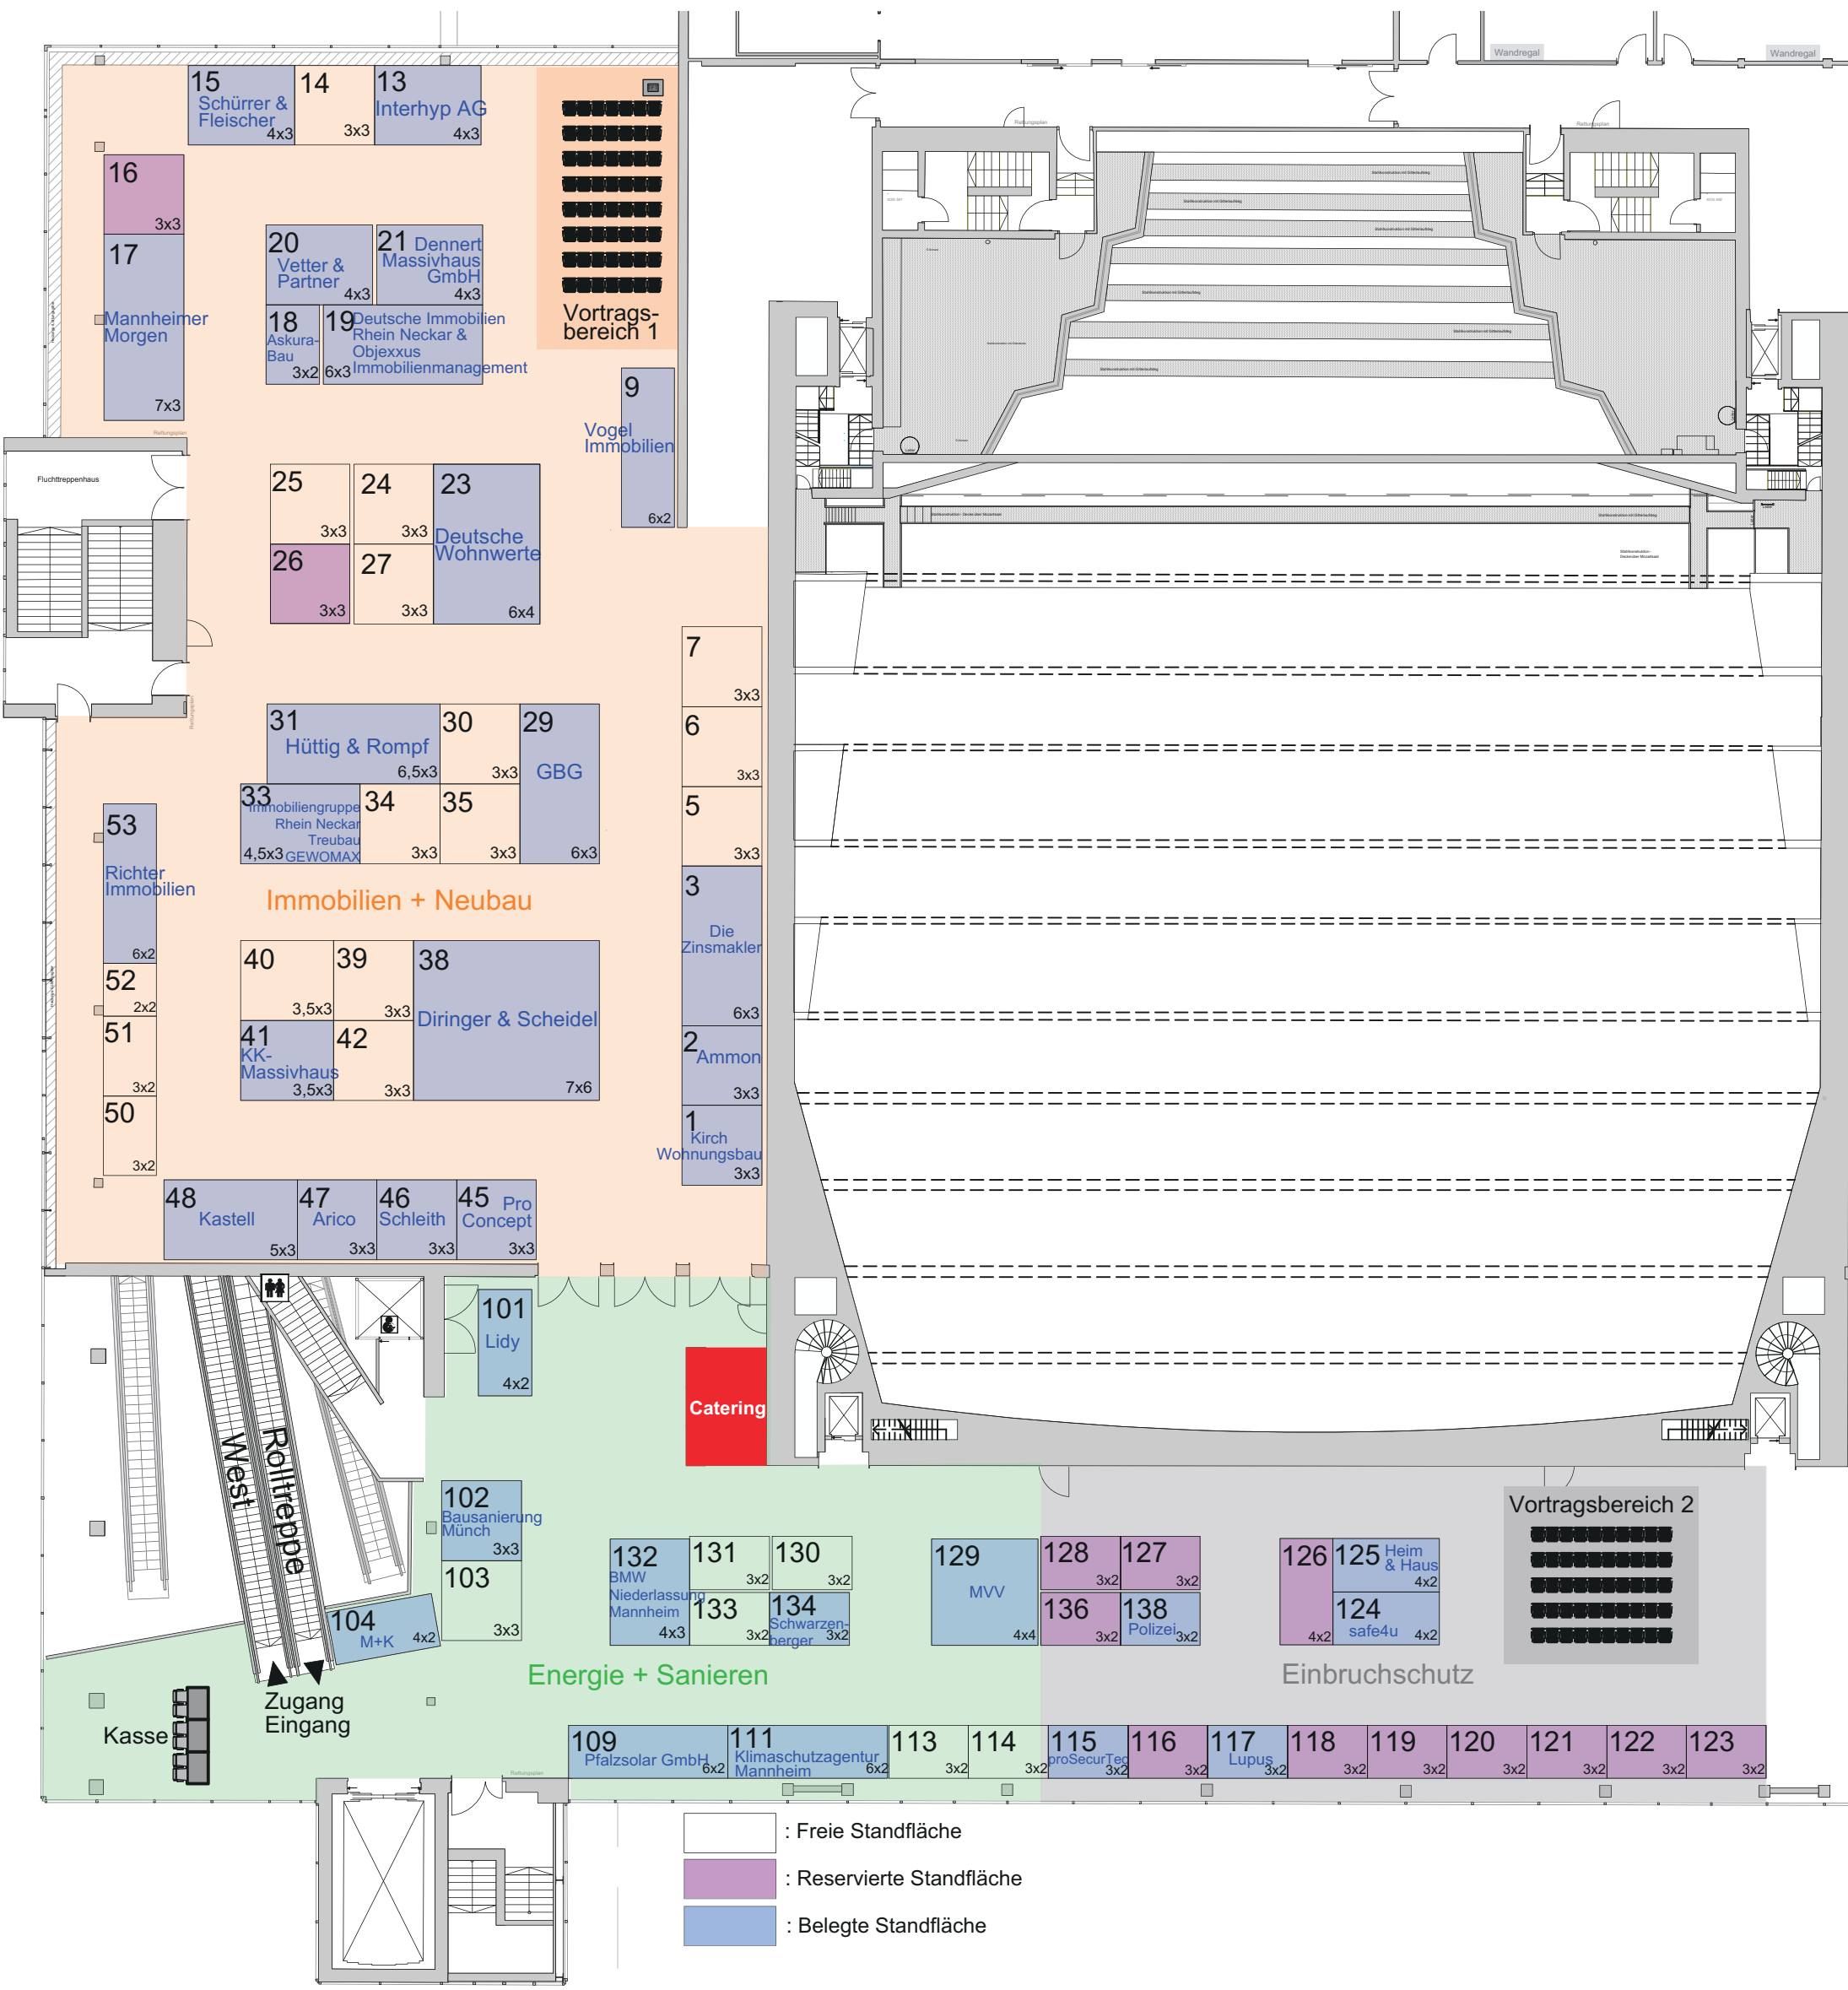 Wandregal
Wandregal
15
Schürrer &
Fleischer
4x3
14
3x3
13
Interhyp AG
4x3
Vortrags-
bereich 1
16
3x3
17
Mannheimer
Morgen
7x3
20
Vetter &
Partner
4x3
21 Dennert
Massivhaus
GmbH
4x3
18
Askura-
Bau
3x2
19
Deutsche Immobilien
Rhein Neckar &
Objexxus
Immobilienmanagement
6x3
9
Vogel
Immobilien
6x2
Rettungsplan
Rettungsplan
Rettungsplan
Fluchttreppenhaus
25
3x3
24
3x3
23
Deutsche
Wohnwerte
6x4
26
3x3
27
3x3
7
3x3
6
3x3
5
3x3
Rettungsplan
31
Hüttig & Rompf
6,5x3
30
3x3
29
GBG
6x3
33
Immobiliengruppe
Rhein Neckar
Treubau
GEWOMAX
4,5x3
34
3x3
35
3x3
53
Richter
Immobilien
6x2
Immobilien + Neubau
3
Die
Zinsmakler
6x3
52
2x2
51
3x2
50
3x2
40
3,5x3
39
3x3
38
Diringer & Scheidel
7x6
41
KK-
Massivhaus
3,5x3
42
3x3
2
Ammon
3x3
1
Kirch
Wohnungsbau
3x3
48
Kastell
5x3
47
Arico
3x3
46
Schleith
3x3
45 Pro
Concept
3x3
101
Lidy
4x2
Catering
Rolltreppe
West
102
Bausanierung
Münch
3x3
103
3x3
104
M+K
4x2
132
BMW
Niederlassung
Mannheim
4x3
131
3x2
130
3x2
133
3x2
134
Schwarzen-
berger
3x2
129
MVV
4x4
128
3x2
127
3x2
136
3x2
138
Polizei
3x2
126
4x2
125 Heim
& Haus
4x2
124
safe4u
4x2
Vortragsbereich 2
Energie + Sanieren
Einbruchschutz
Zugang
Eingang
Kasse
109
Pfalzsolar GmbH
6x2
111
Klimaschutzagentur
Mannheim
6x2
113
3x2
114
3x2
115
proSecurTec
3x2
116
3x2
117
Lupus
3x2
118
3x2
119
3x2
120
3x2
121
3x2
122
3x2
123
3x2
Rettungsplan
: Freie Standfläche
: Reservierte Standfläche
: Belegte Standfläche